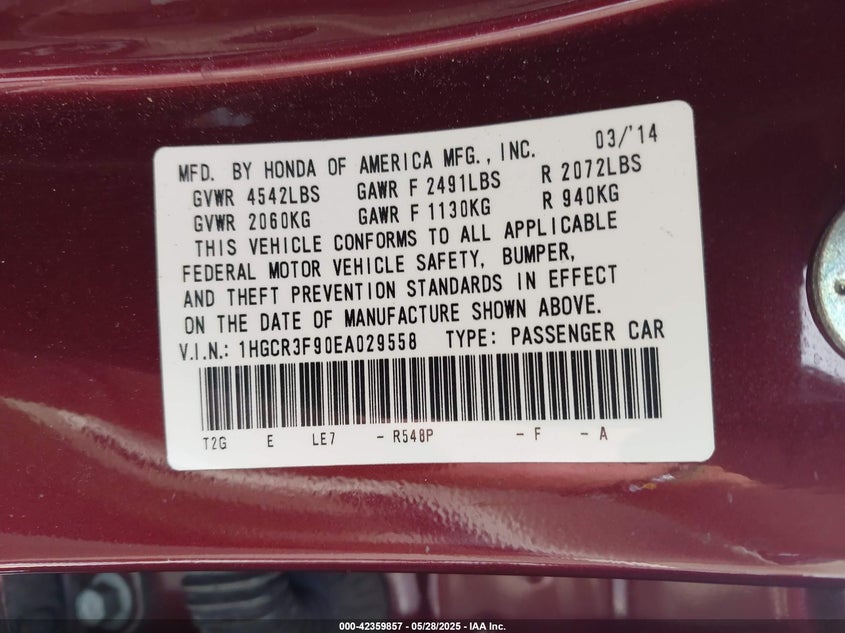 MFD. BY HONDA OF AMERICA MFG., INC. 03/'14
GVWR 4542LBS GAWR F 2491LBS R 2072LBS
GVWR 2060KG GAWR F 1130KG R 940KG
THIS VEHICLE CONFORMS TO ALL APPLICABLE
FEDERAL MOTOR VEHICLE SAFETY, BUMPER,
AND THEFT PREVENTION STANDARDS IN EFFECT
ON THE DATE OF MANUFACTURE SHOWN ABOVE.
V.I.N.: 1HGCR3F90EA029558 TYPE: PASSENGER CAR
T2G E LE7 - R548P - F - A
000-42359857 - 05/28/2025 - IAA Inc.